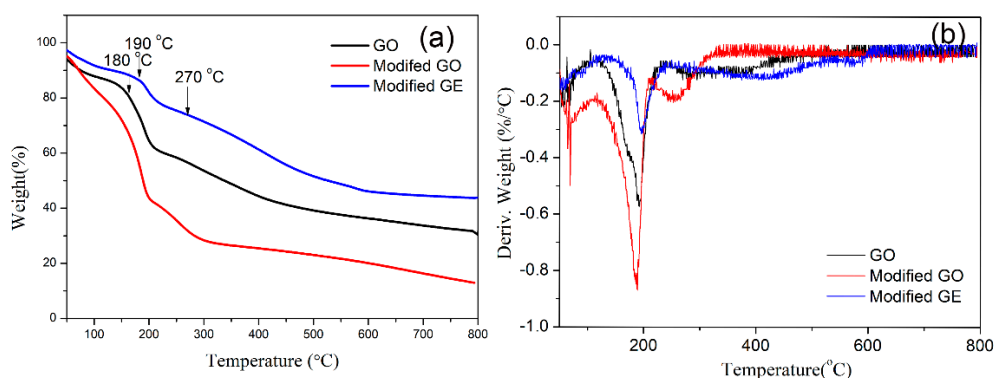 (a)
190 °C
180 °C
270 °C
GO
Modifed GO
Modified GE
Weight(%)
100
80
60
40
20
0
100 200 300 400 500 600 700 800
Temperature (°C)
(b)
0.0
-0.2
-0.4
-0.6
-0.8
-1.0
Deriv. Weight (%/°C)
GO
Modified GO
Modified GE
0 200 400 600 800
Temperature(°C)